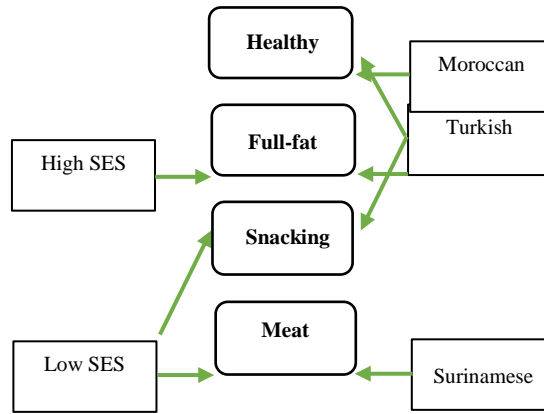 Healthy
Moroccan
Full-fat
Turkish
High SES
Snacking
Meat
Low SES
Surinamese